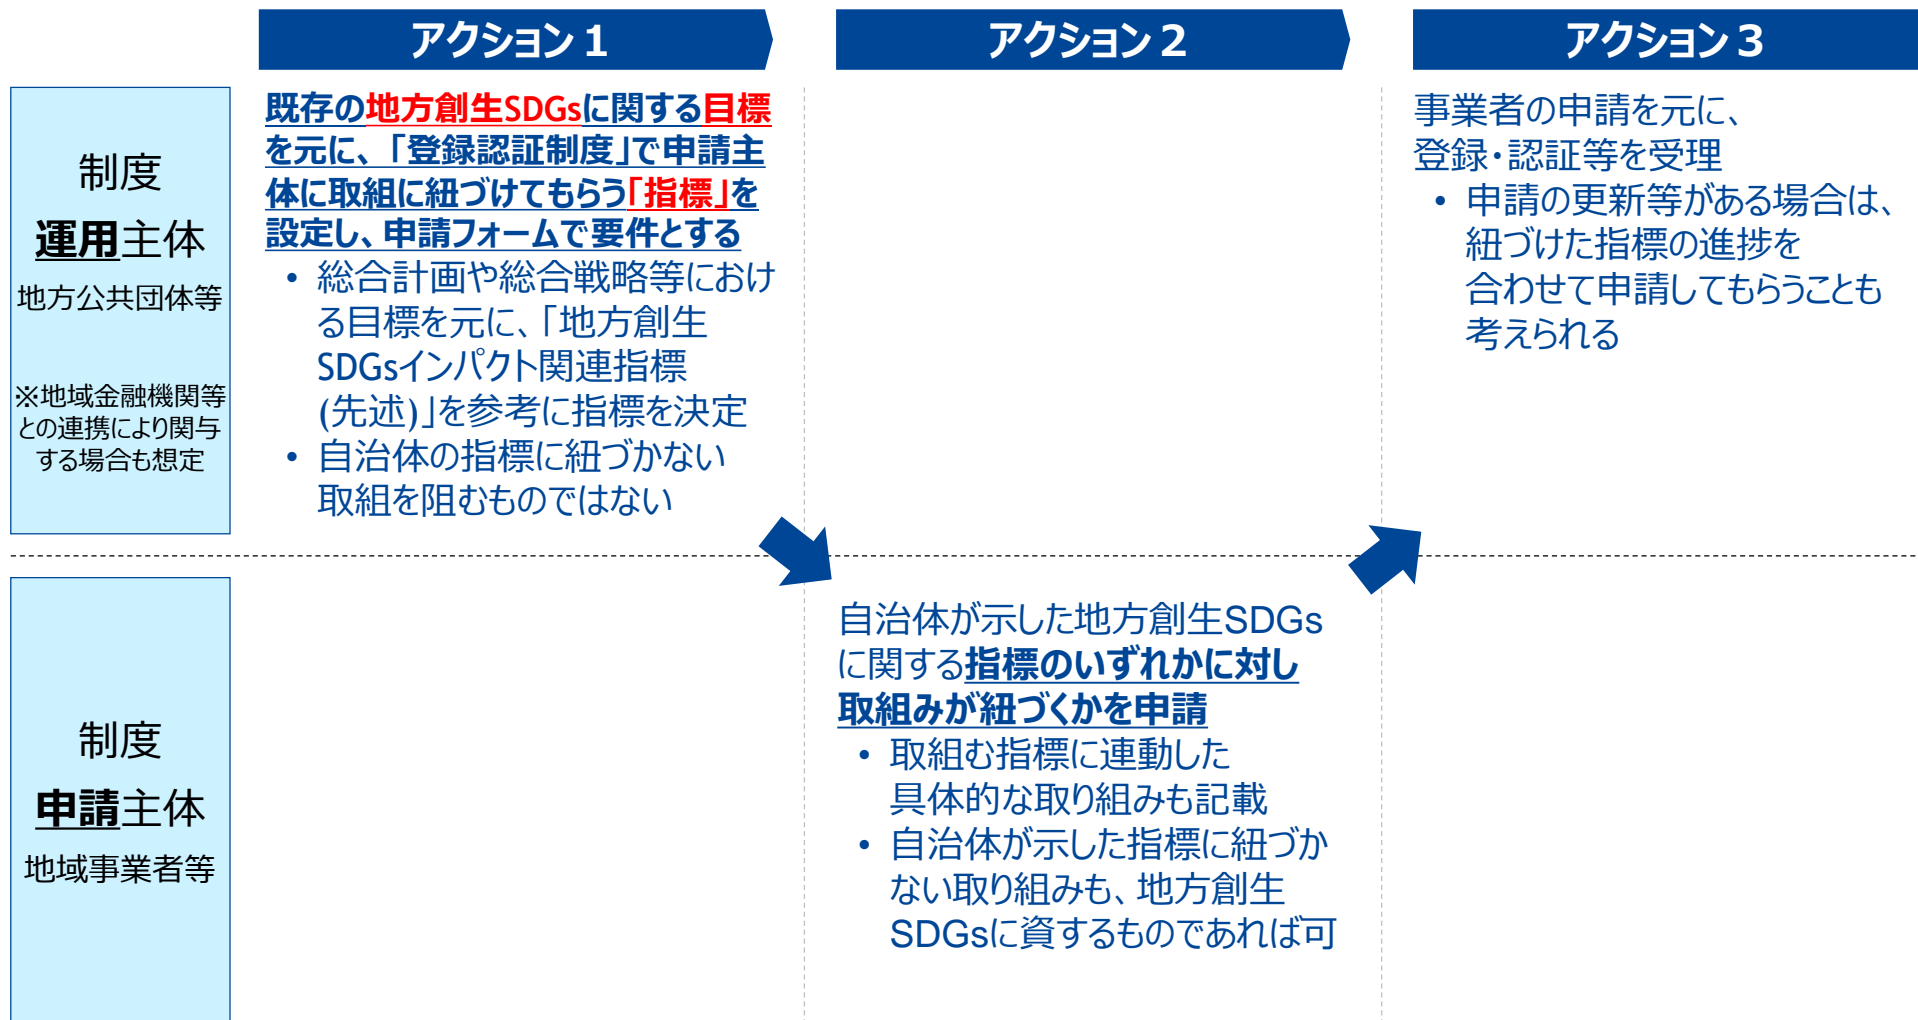 アクション1
アクション2
アクション3
制度
運用主体
地方公共団体等
※地域金融機関等
との連携により関与
する場合も想定
既存の地方創生SDGsに関する目標
を元に、「登録認証制度」で申請主
体に取組に紐づけてもらう「指標」を
設定し、申請フォームで要件とする
• 総合計画や総合戦略等におけ
る目標を元に、「地方創生
SDGsインパクト関連指標
(先述)」を参考に指標を決定
• 自治体の指標に紐づかない
取組を阻むものではない
事業者の申請を元に、
登録・認証等を受理
• 申請の更新等がある場合は、
紐づけた指標の進捗を
合わせて申請してもらうことも
考えられる
制度
申請主体
地域事業者等
自治体が示した地方創生SDGs
に関する指標のいずれかに対し
取組みが紐づくかを申請
• 取組む指標に連動した
具体的な取り組みも記載
• 自治体が示した指標に紐づか
ない取り組みも、地方創生
SDGsに資するものであれば可